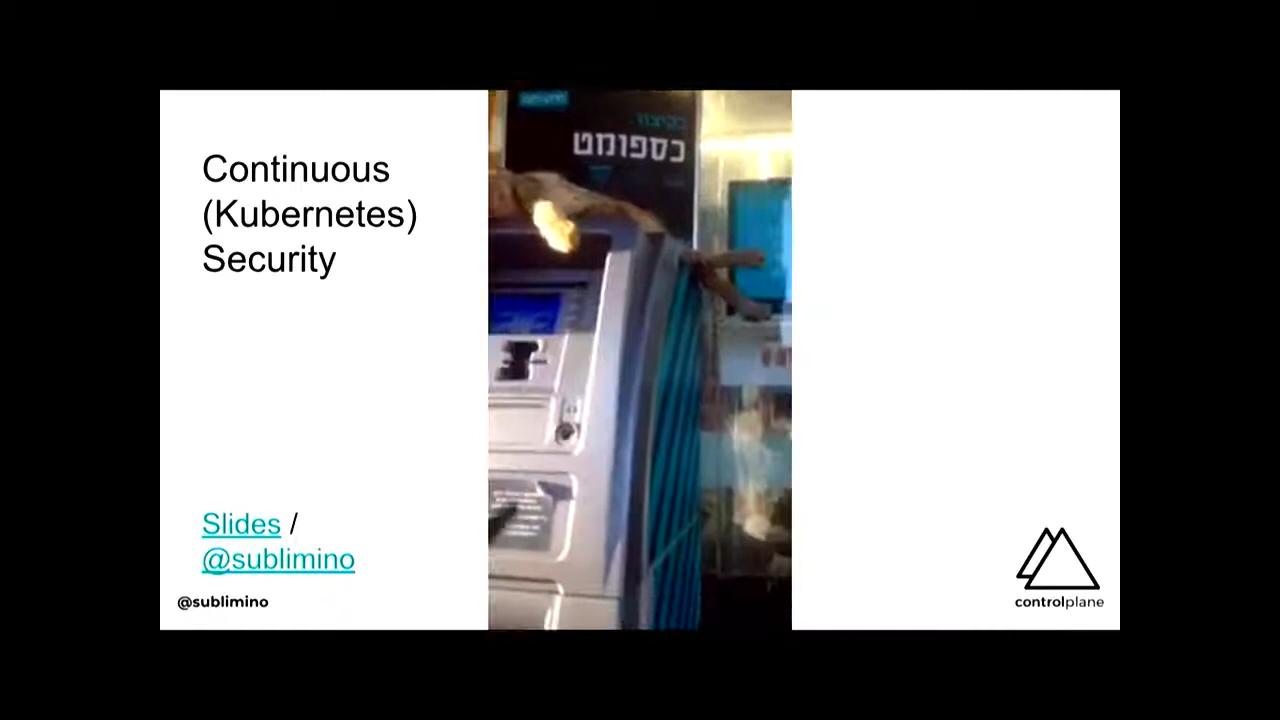 Continuous
(Kubernetes)
Security
כספומט
Slides /
@sublimino
@sublimino
controlplane